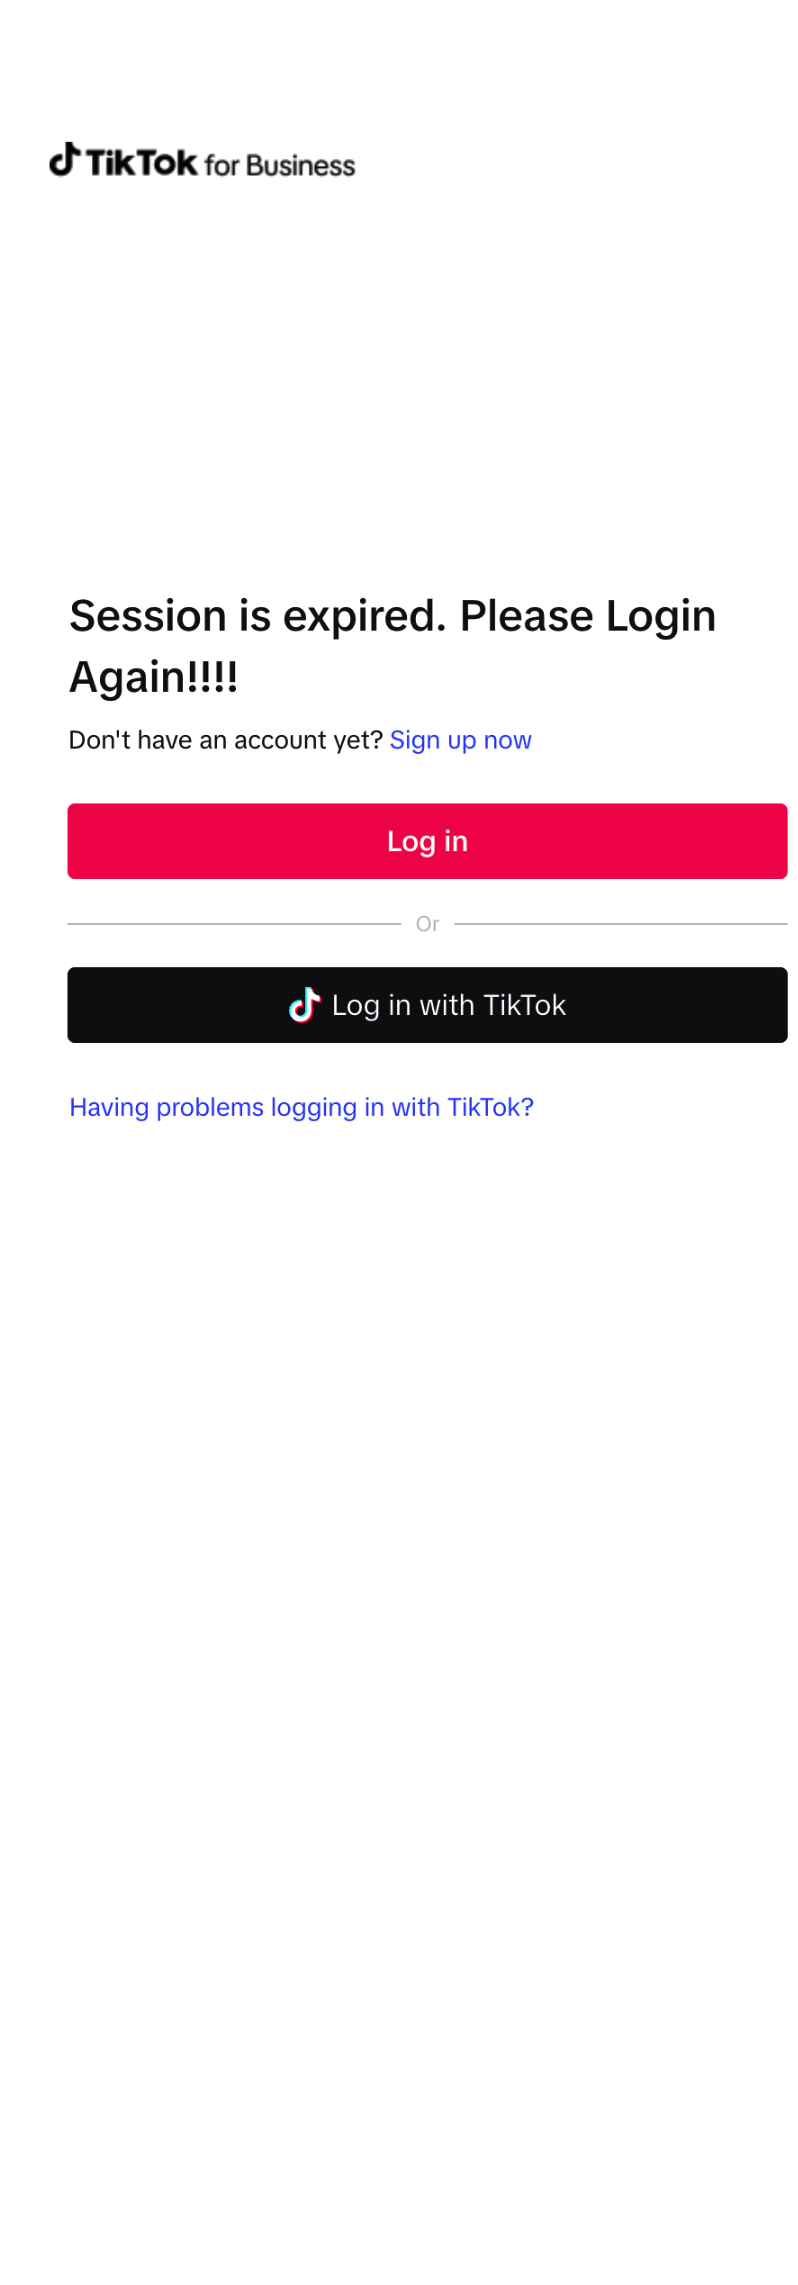 TikTok for Business
Session is expired. Please Login
Again!!!!
Don't have an account yet? Sign up now
Log in
Or
Log in with TikTok
Having problems logging in with TikTok?